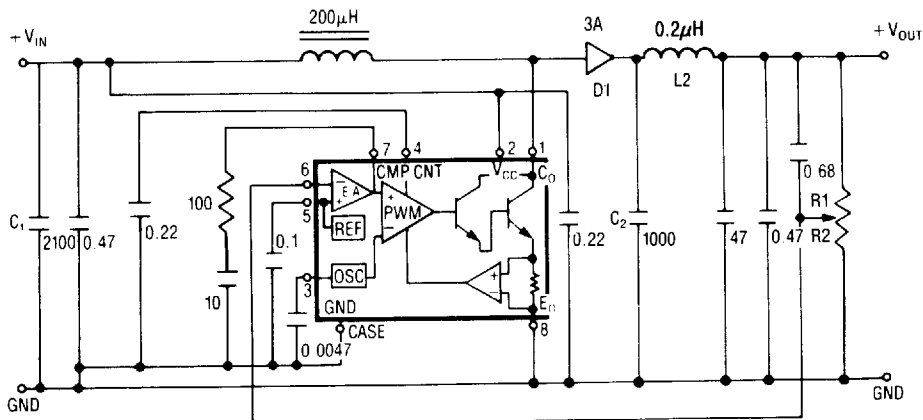 200µH
3A
0.2µH
+ VIN
+ VOUT
D1
L2
7
4
2
1
6
CMP CNT
VCC
CO
E A
PWM
0 68
100
5
REF
R1
C1
2100
0.47
0.22
0.1
OSC
+
−
0.22
C2
1000
47
0.47
R2
10
3
GND
EO
CASE
8
0 0047
GND
GND